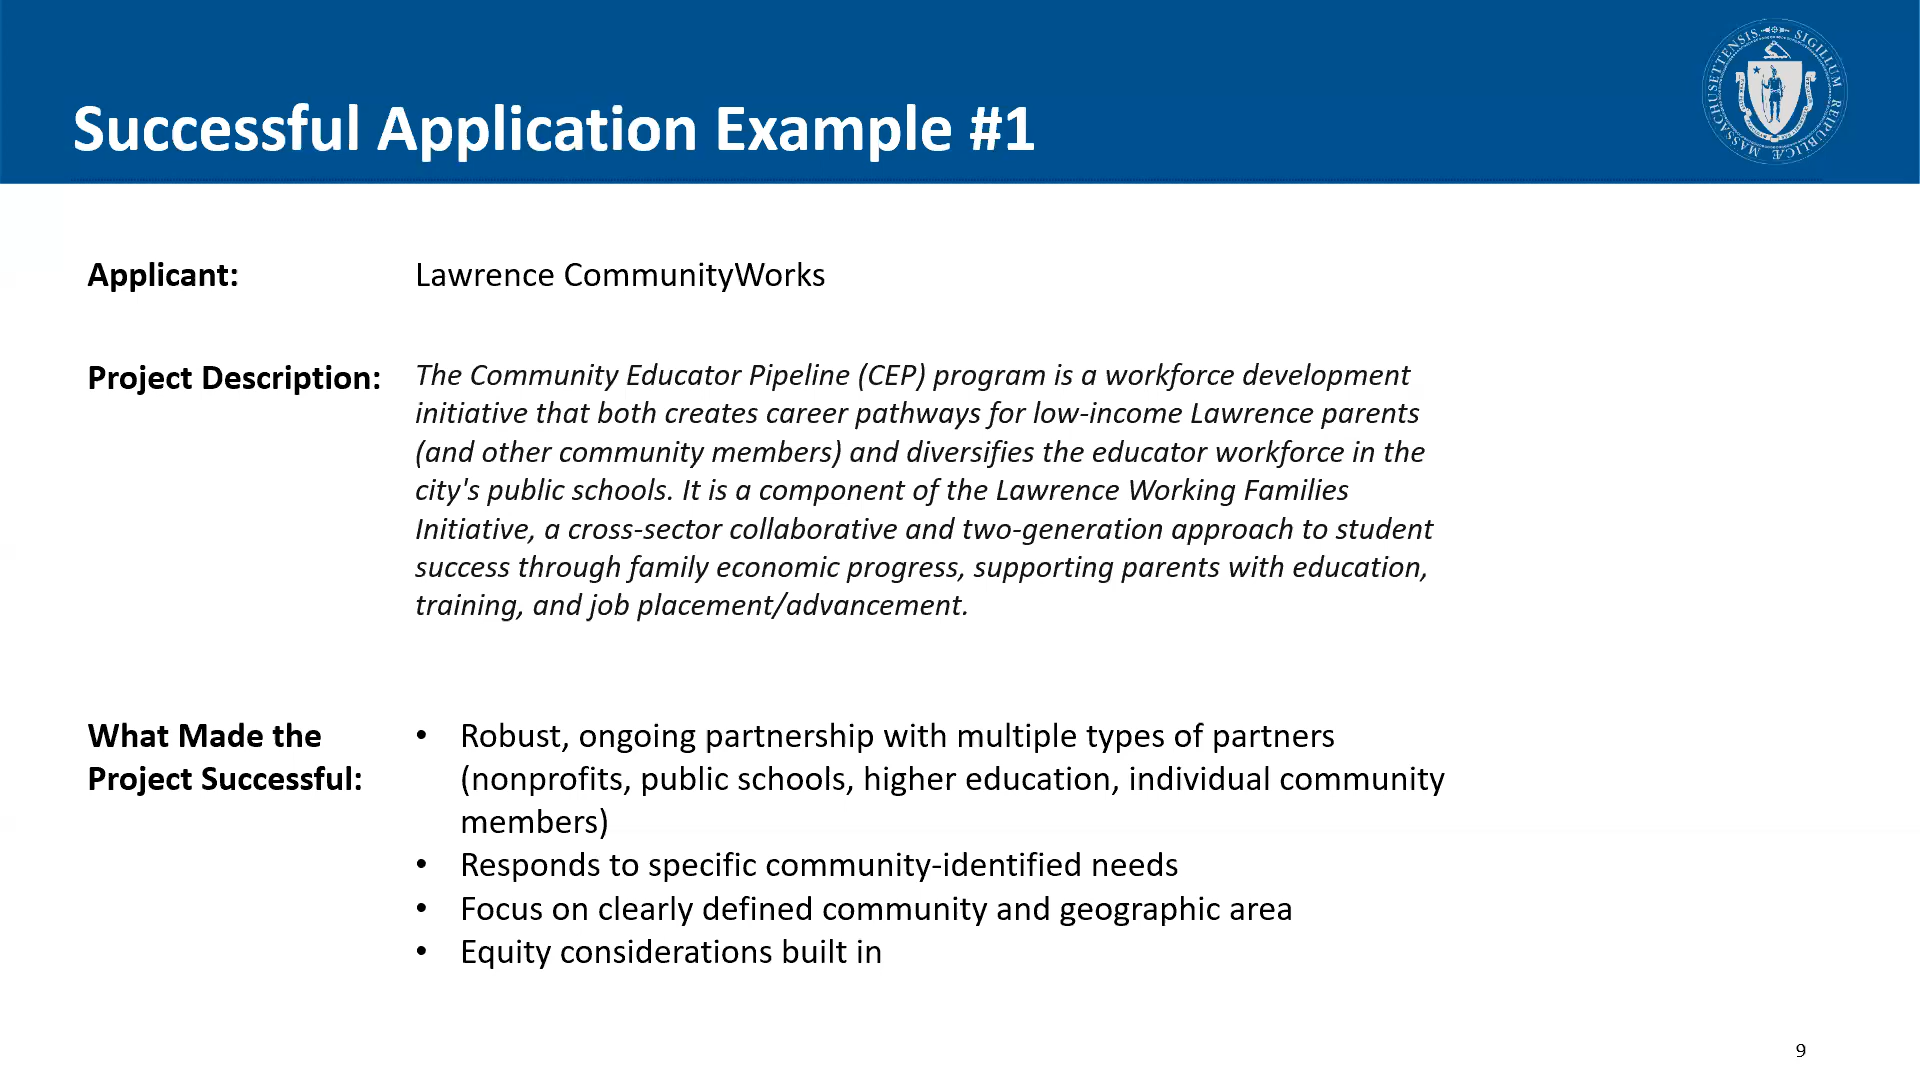 Successful Application Example #1
SIGILLUM REIPUBLICÆ MASSACHUSETTENSIS
Applicant:
Lawrence CommunityWorks
Project Description:
The Community Educator Pipeline (CEP) program is a workforce development
initiative that both creates career pathways for low-income Lawrence parents
(and other community members) and diversifies the educator workforce in the
city's public schools. It is a component of the Lawrence Working Families
Initiative, a cross-sector collaborative and two-generation approach to student
success through family economic progress, supporting parents with education,
training, and job placement/advancement.
What Made the
Project Successful:
• Robust, ongoing partnership with multiple types of partners
(nonprofits, public schools, higher education, individual community
members)
• Responds to specific community-identified needs
• Focus on clearly defined community and geographic area
• Equity considerations built in
9